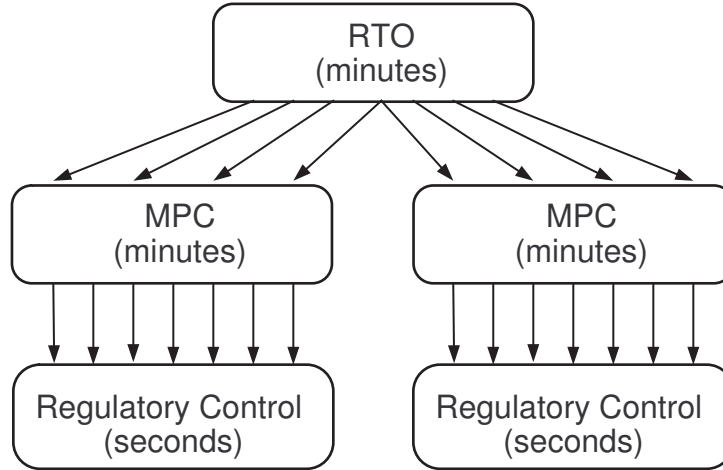 RTO
(minutes)
MPC
(minutes)
MPC
(minutes)
Regulatory Control
(seconds)
Regulatory Control
(seconds)